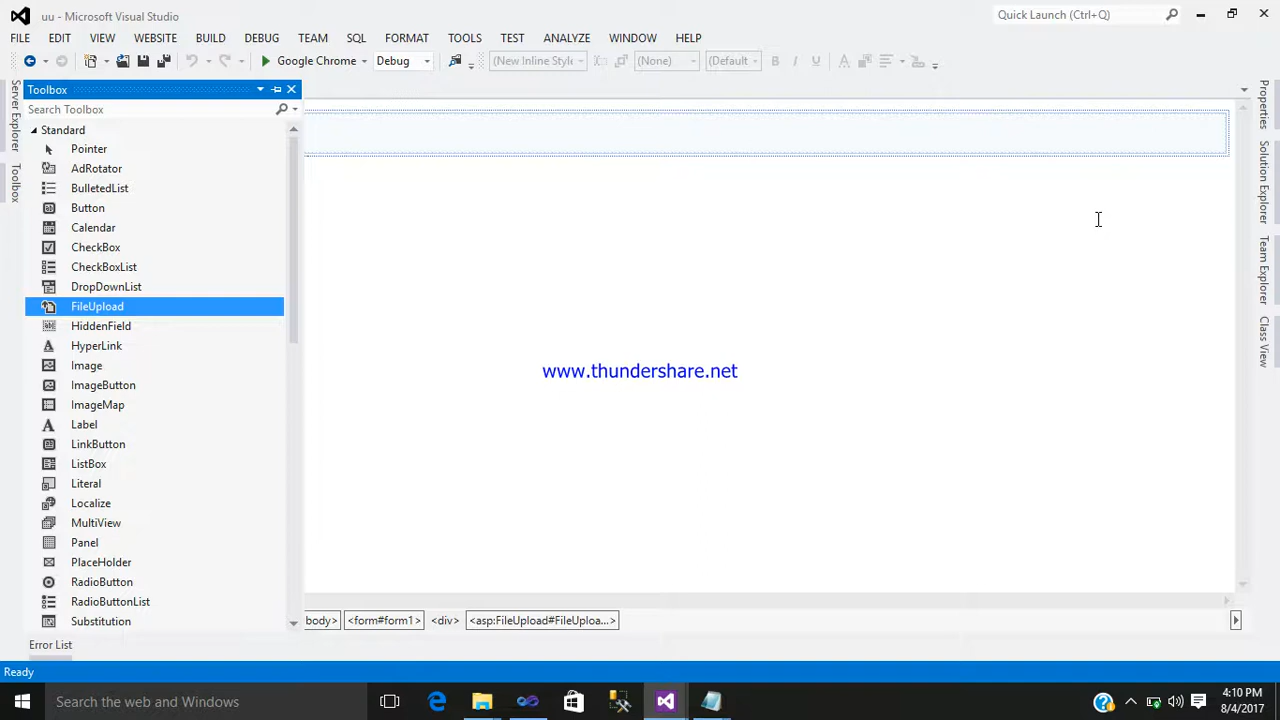 uu - Microsoft Visual Studio
Quick Launch (Ctrl+Q)
FILE EDIT VIEW WEBSITE BUILD DEBUG TEAM SQL FORMAT TOOLS TEST ANALYZE WINDOW HELP
Google Chrome Debug (New Inline Style (None) (Default B I U A
Toolbox
Search Toolbox
Standard
Pointer
AdRotator
BulletedList
Button
Calendar
CheckBox
CheckBoxList
DropDownList
FileUpload
HiddenField
HyperLink
Image
ImageButton
ImageMap
Label
LinkButton
ListBox
Literal
Localize
MultiView
Panel
PlaceHolder
RadioButton
RadioButtonList
Substitution
Server Explorer
Toolbox
www.thundershare.net
Properties
Solution Explorer
Team Explorer
Class View
body> <form#form1> <div> <asp:FileUpload#FileUploa...>
Error List
Ready
Search the web and Windows
4:10 PM
8/4/2017